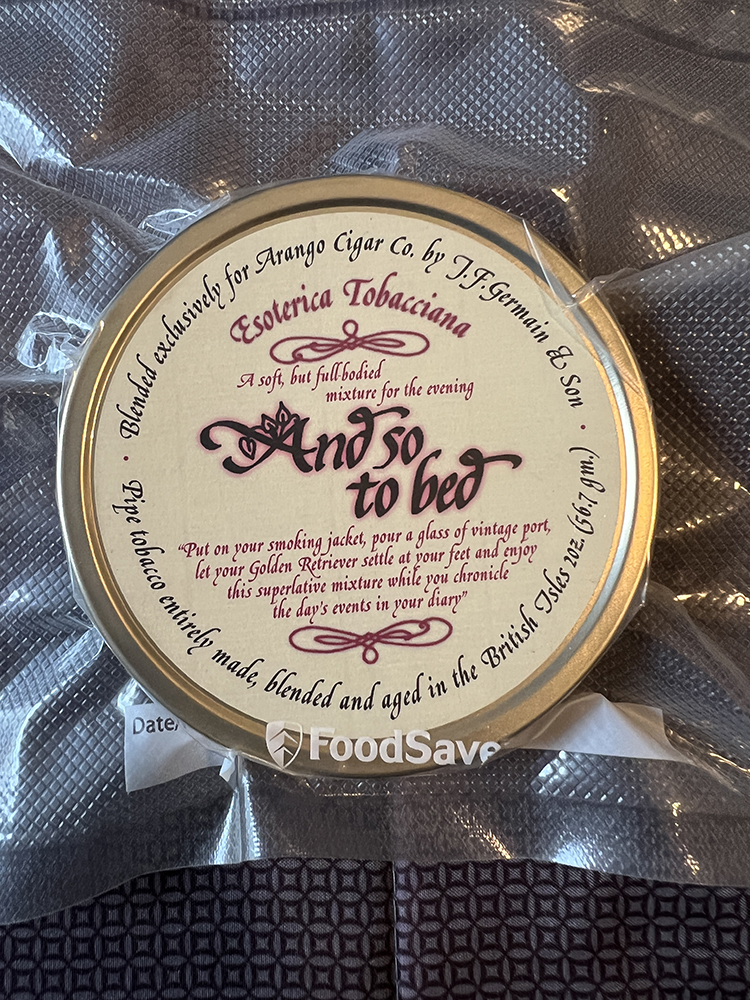 Blended exclusively for Arango Cigar Co. by J.F.Germain & Son
Esoterica Tobacciana
A soft, but full-bodied
mixture for the evening
And so
to bed
"Put on your smoking jacket, pour a glass of vintage port,
let your Golden Retriever settle at your feet and enjoy
this superlative mixture while you chronicle
the day's events in your diary"
Pipe tobacco entirely made, blended and aged in the British Isles 2oz. (56.7 gm.)
Date/
FoodSave